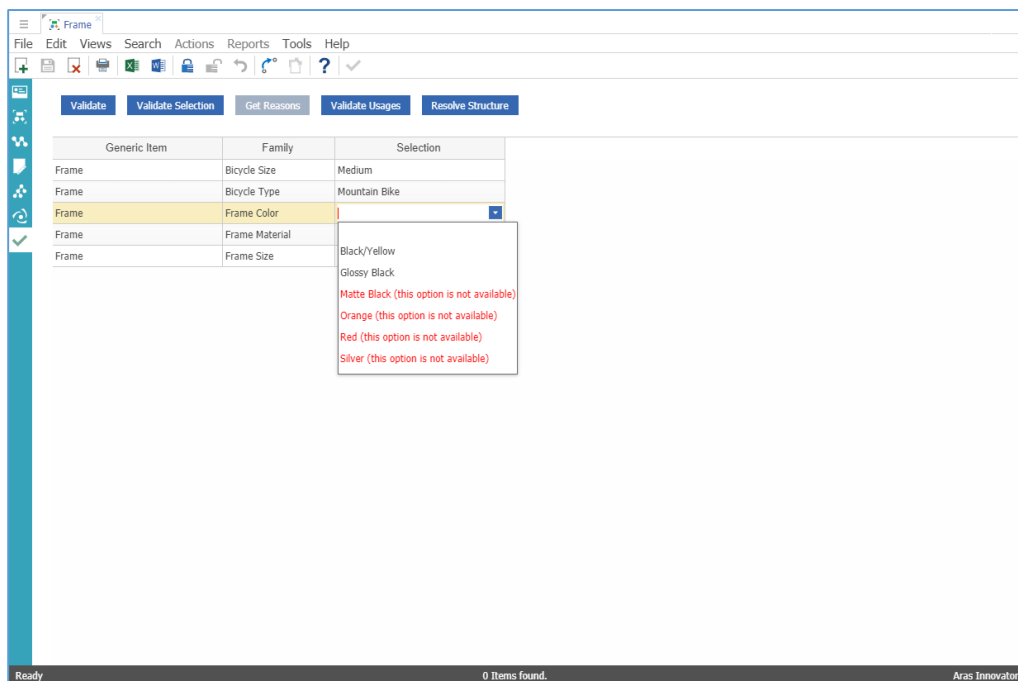 Frame
File Edit Views Search Actions Reports Tools Help
Validate Validate Selection Get Reasons Validate Usages Resolve Structure
Generic Item Family Selection
Frame Bicycle Size Medium
Frame Bicycle Type Mountain Bike
Frame Frame Color
Frame Frame Material
Frame Frame Size
Black/Yellow
Glossy Black
Matte Black (this option is not available)
Orange (this option is not available)
Red (this option is not available)
Silver (this option is not available)
Ready 0 Items found. Aras Innovator